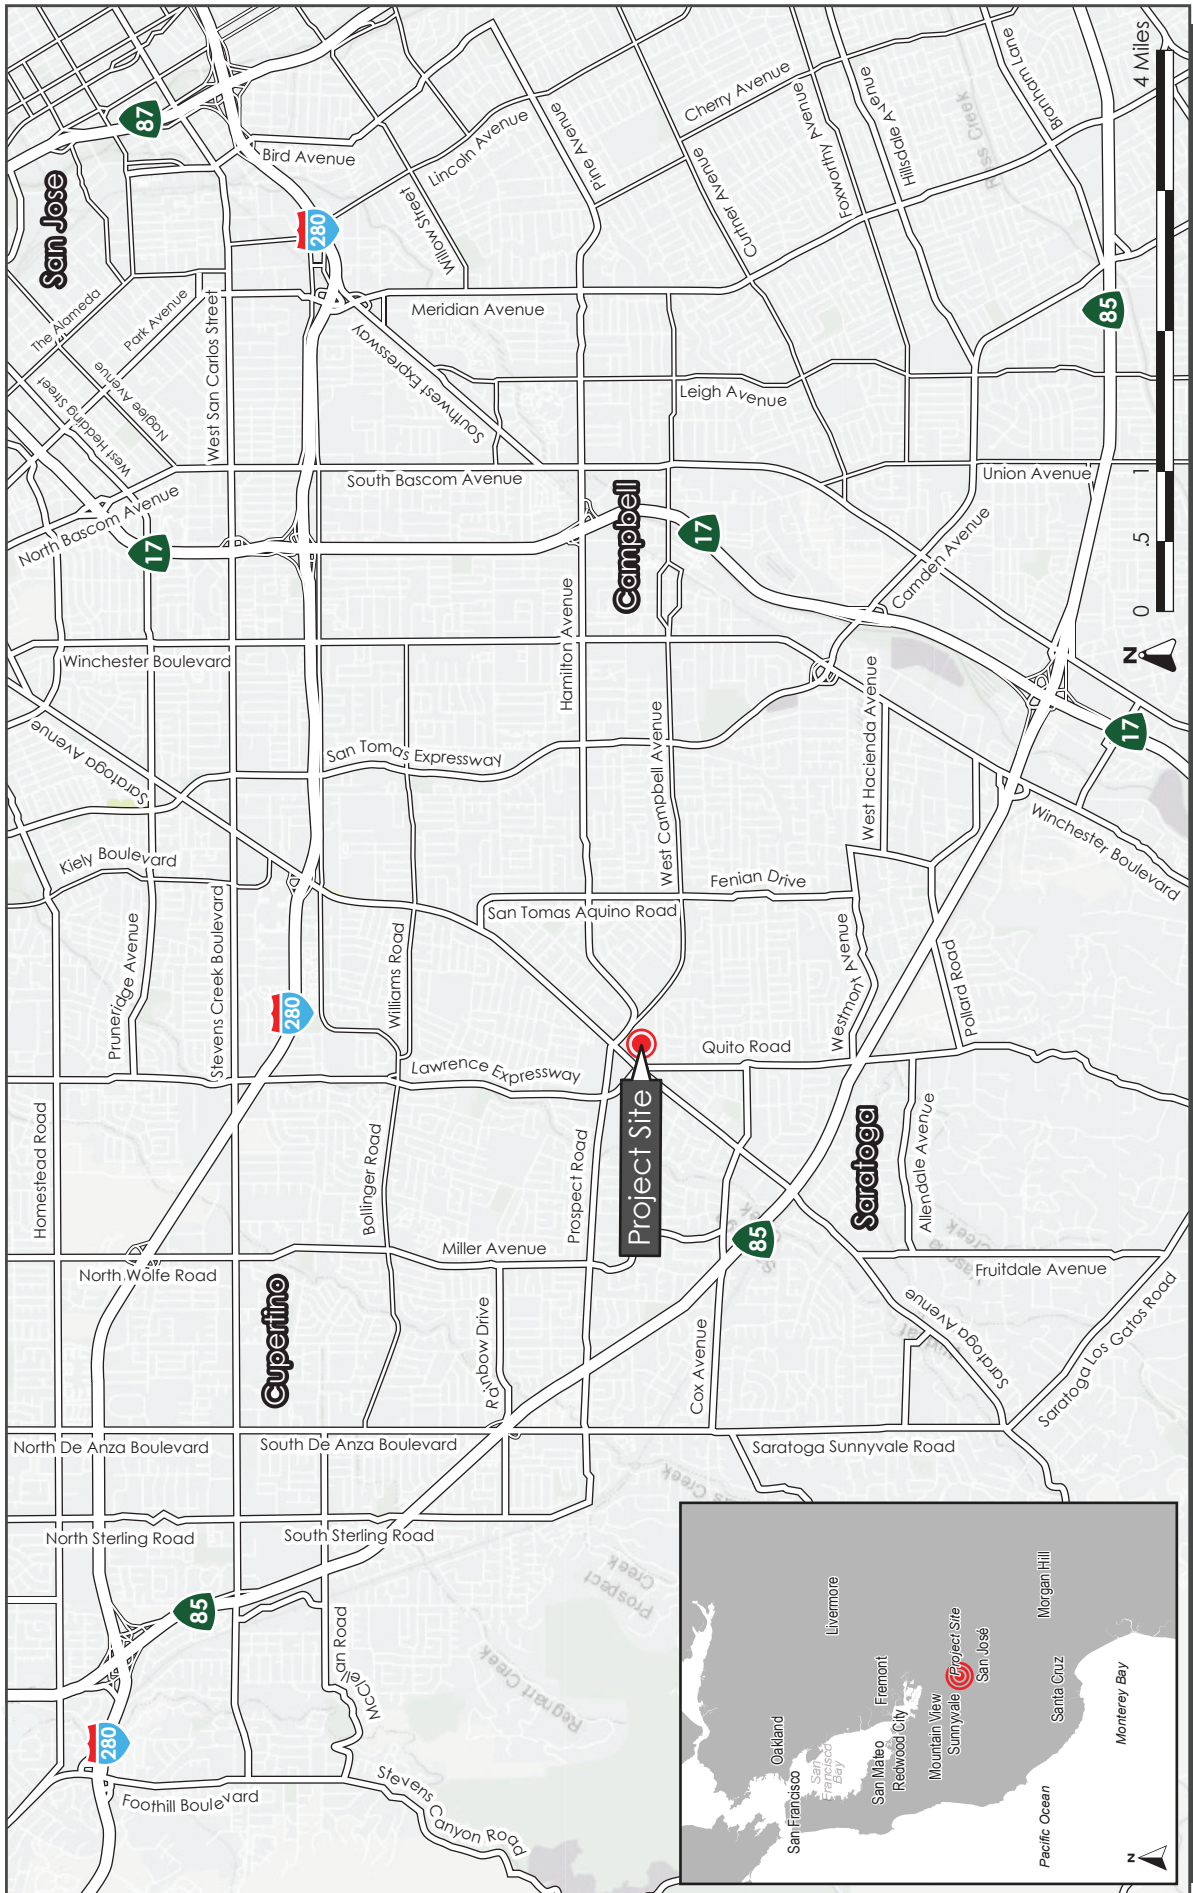 280
Foothill Boulevard
Stevens Canyon Road
McClellan Road
85
North Sterling Road
South Sterling Road
North De Anza Boulevard
South De Anza Boulevard
Saratoga Sunnyvale Road
Regnart Creek
Prospect
Creek
Cupertino
North Wolfe Road
Miller Avenue
Rainbow Drive
Cox Avenue
Saratoga Avenue
Saratoga Los Gatos Road
Fruitdale Avenue
Homestead Road
Bollinger Road
Prospect Road
Project Site
85
Saratoga
Allendale Avenue
Pruneridge Avenue
Stevens Creek Boulevard
280
Williams Road
Lawrence Expressway
Quito Road
Westmont Avenue
Pollard Road
Kiely Boulevard
San Tomas Aquino Road
Fenian Drive
Saratoga Avenue
San Tomas Expressway
West Campbell Avenue
West Hacienda Avenue
Winchester Boulevard
Winchester Boulevard
Hamilton Avenue
17
North Bascom Avenue
17
Campbell
17
Camden Avenue
South Bascom Avenue
Union Avenue
West Hedding Street
Naglee Avenue
Park Avenue
The Alameda
West San Carlos Street
Southwest Expressway
Leigh Avenue
Meridian Avenue
San Jose
280
85
87
Bird Avenue
Willow Street
Lincoln Avenue
Pine Avenue
Curtner Avenue
Cherry Avenue
Foxworthy Avenue
Hillsdale Avenue
Branham Lane
Ross Creek
N
0
.5
1
4 Miles
San Francisco
Oakland
San
Francisco
Bay
San Mateo
Redwood City
Fremont
Livermore
Mountain View
Sunnyvale
Project Site
San José
Santa Cruz
Morgan Hill
Pacific Ocean
Monterey Bay
N